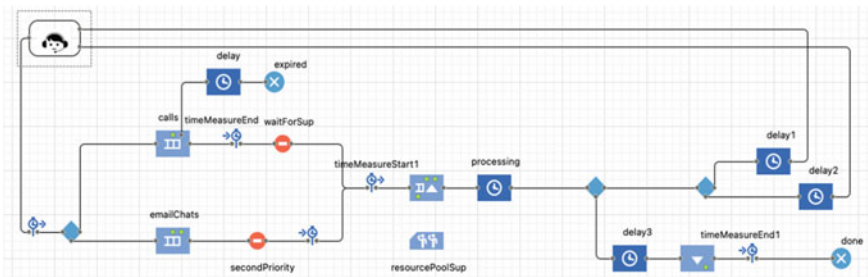 delay
expired
calls
timeMeasureEnd
waitForSup
timeMeasureStart1
processing
delay1
delay2
emailChats
secondPriority
resourcePoolSup
delay3
timeMeasureEnd1
done